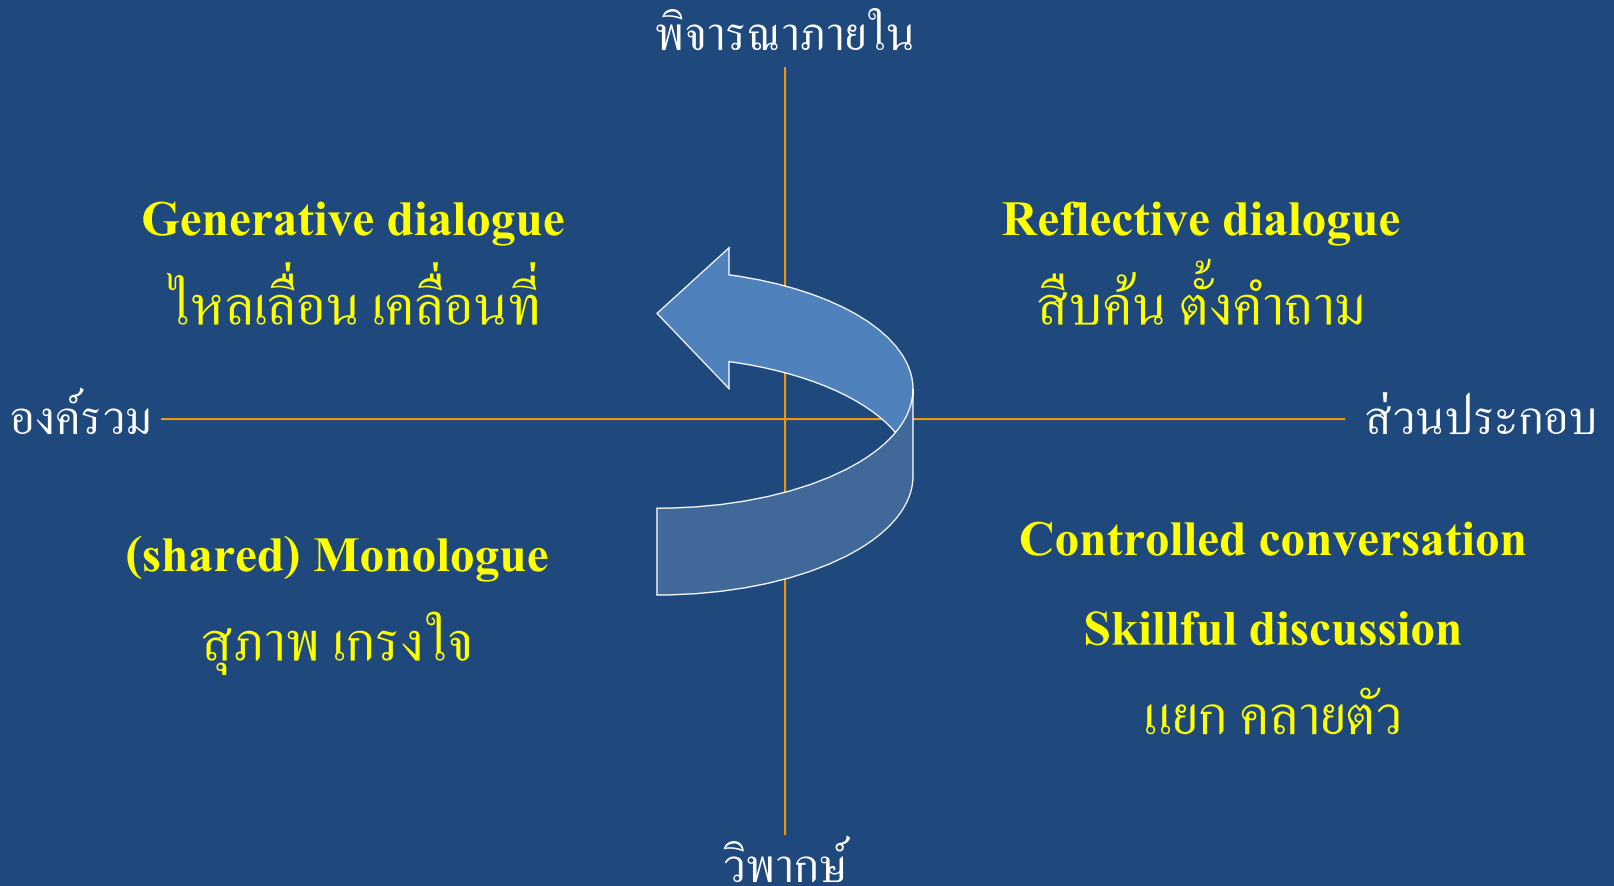 พิจารณาภายใน
Generative dialogue
ไหลเลื่อน เคลื่อนที่
Reflective dialogue
สืบค้น ตั้งคำถาม
องค์รวม
ส่วนประกอบ
(shared) Monologue
สุภาพ เกรงใจ
Controlled conversation
Skillful discussion
แยก คลายตัว
วิพากษ์